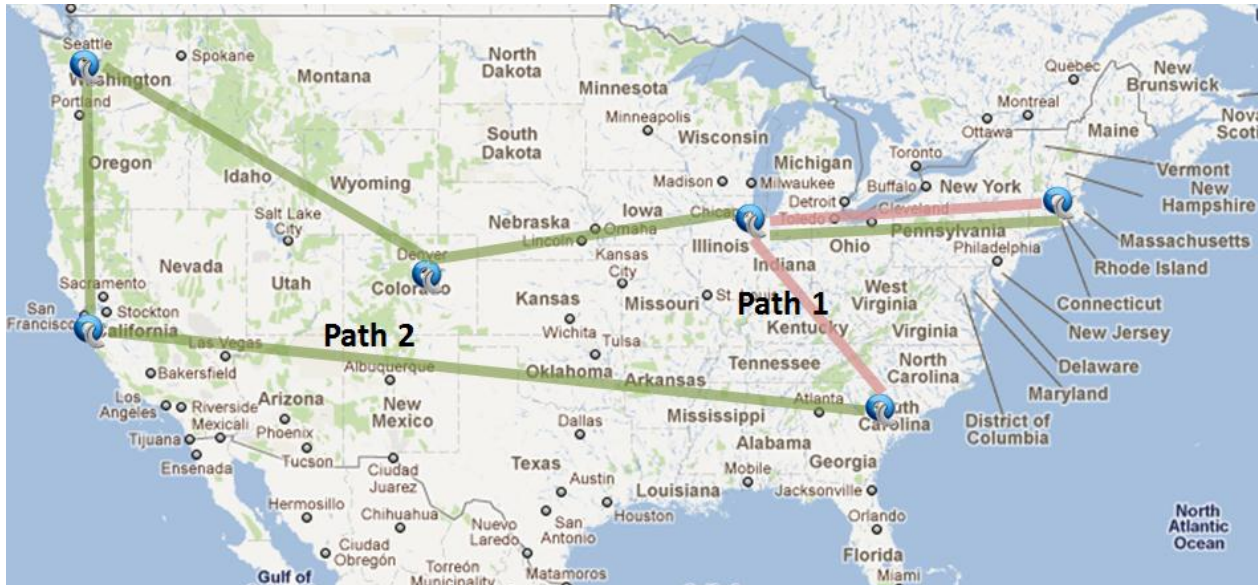 Seattle
Spokane
Washington
Portland
Oregon
Montana
Idaho
Wyoming
North
Dakota
South
Dakota
Minnesota
Minneapolis
Wisconsin
Madison
Milwaukee
Michigan
Detroit
Toledo
Toronto
Buffalo
Ottawa
Montreal
Quebec
New
Brunswick
Maine
Nova
Scot
Vermont
New
Hampshire
New York
Massachusetts
Rhode Island
Connecticut
New Jersey
Delaware
Maryland
District of
Columbia
Pennsylvania
Philadelphia
Cleveland
Ohio
Chica
Illinois
Indiana
Iowa
Omaha
Nebraska
Lincoln
Salt Lake
City
Nevada
Utah
Denver
Colorado
Sacramento
Stockton
San
Francisco
California
Path 2
Path 1
Kansas
City
Kansas
Missouri
St
Wichita
Tulsa
Kentucky
West
Virginia
Virginia
North
Carolina
Tennessee
Oklahoma
Arkansas
Las Vegas
Bakersfield
Albuquerque
Los
Angeles
Riverside
Mexicali
Tijuana
Ensenada
Arizona
Phoenix
Tucson
New
Mexico
Ciudad
Juarez
Dallas
Texas
Austin
San
Antonio
Houston
Louisiana
Mississippi
Alabama
Mobile
Atlanta
Georgia
uth
Carolina
Jacksonville
Orlando
Florida
Miami
Hermosillo
Chihuahua
Ciudad
Obregón
Nuevo
Laredo
Torreón
Municipality
Matamoros
Gulf of
North
Atlantic
Ocean